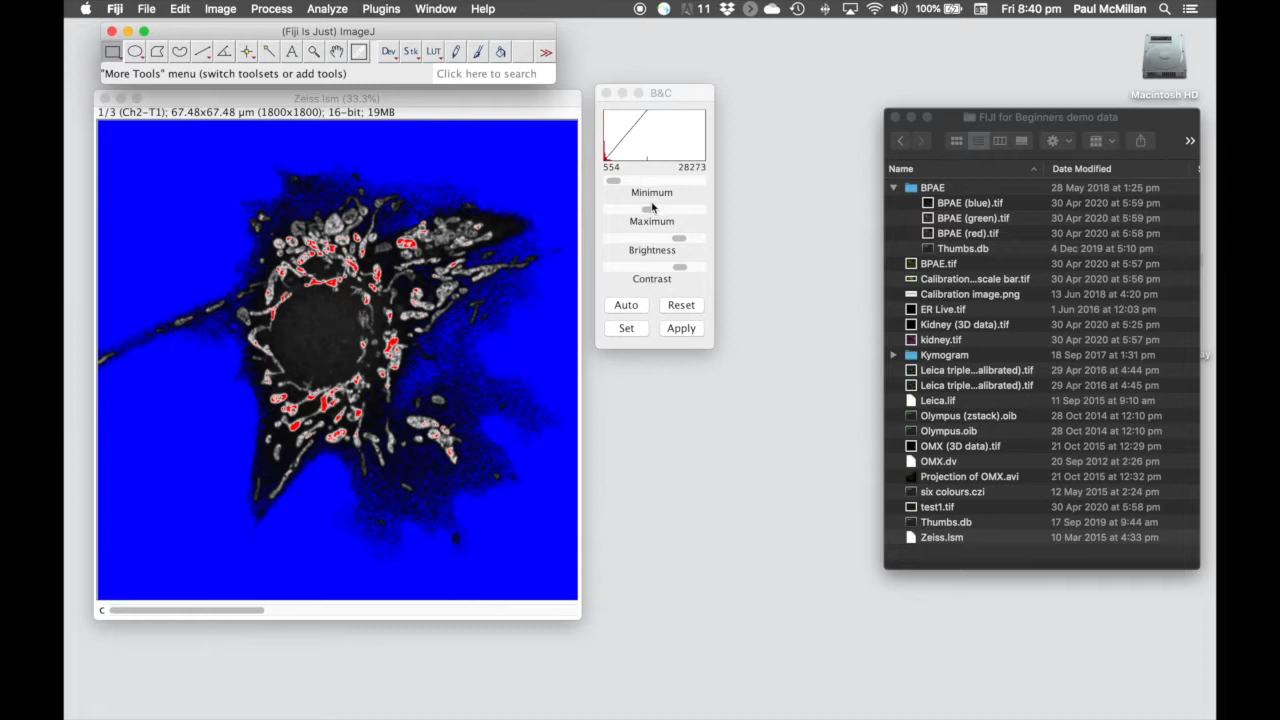 Fiji File Edit Image Process Analyze Plugins Window Help 11 100% Fri 8:40 pm Paul McMillan
(Fiji Is Just) ImageJ
A Dev Stk LUT
"More Tools" menu (switch toolsets or add tools) Click here to search
Macintosh HD
Zeiss.lsm (33.3%)
1/3 (Ch2-T1); 67.48x67.48 µm (1800x1800); 16-bit; 19MB
C
B&C
554 28273
Minimum
Maximum
Brightness
Contrast
Auto Reset
Set Apply
FIJI for Beginners demo data
Name Date Modified
BPAE 28 May 2018 at 1:25 pm
BPAE (blue).tif 30 Apr 2020 at 5:59 pm
BPAE (green).tif 30 Apr 2020 at 5:59 pm
BPAE (red).tif 30 Apr 2020 at 5:58 pm
Thumbs.db 4 Dec 2019 at 5:10 pm
BPAE.tif 30 Apr 2020 at 5:57 pm
Calibration...scale bar.tif 30 Apr 2020 at 5:57 pm
Calibration image.png 13 Jun 2018 at 4:20 pm
ER Live.tif 1 Jun 2016 at 12:03 pm
Kidney (3D data).tif 30 Apr 2020 at 5:25 pm
kidney.tif 30 Apr 2020 at 5:57 pm
Kymogram 18 Sep 2017 at 1:31 pm
Leica triple...alibrated).tif 29 Apr 2016 at 4:44 pm
Leica triple...alibrated).tif 29 Apr 2016 at 4:45 pm
Leica.lif 11 Sep 2015 at 9:10 am
Olympus (zstack).oib 28 Oct 2014 at 12:10 pm
Olympus.oib 28 Oct 2014 at 12:10 pm
OMX (3D data).tif 21 Oct 2015 at 12:29 pm
OMX.dv 20 Sep 2012 at 2:26 pm
Projection of OMX.avi 21 Oct 2015 at 12:32 pm
six colours.czi 12 May 2015 at 2:24 pm
test1.tif 30 Apr 2020 at 5:58 pm
Thumbs.db 17 Sep 2019 at 9:44 am
Zeiss.lsm 10 Mar 2015 at 4:33 pm